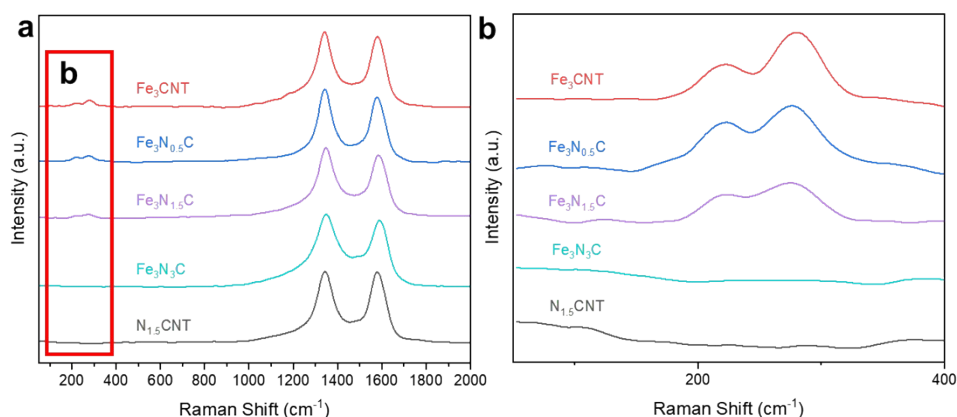 a
b
Fe₃CNT
Fe₃N₀.₅C
Fe₃N₁.₅C
Fe₃N₃C
N₁.₅CNT
Intensity (a.u.)
200 400 600 800 1000 1200 1400 1600 1800 2000
Raman Shift (cm⁻¹)
b
Fe₃CNT
Fe₃N₀.₅C
Fe₃N₁.₅C
Fe₃N₃C
N₁.₅CNT
Intensity (a.u.)
200 300 400
Raman Shift (cm⁻¹)